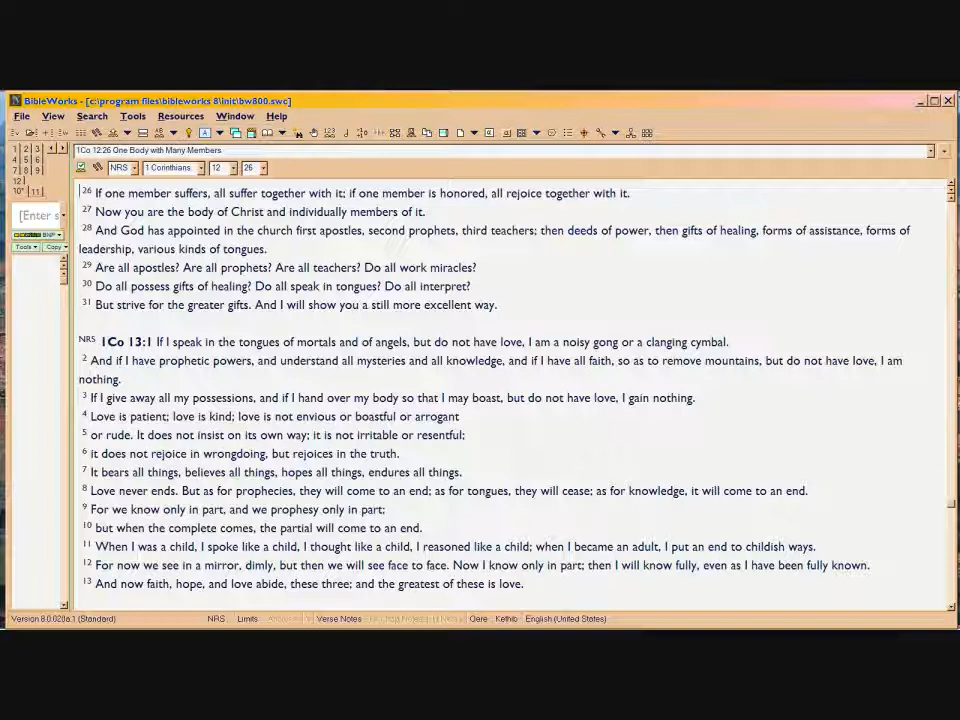 BibleWorks - [c:\program files\bibleworks 8\init\bw800.swc]
File View Search Tools Resources Window Help
1Co 12:26 One Body with Many Members
NRS 1 Corinthians 12 26
1 2 3
4 5 6
7 8 9
12
10* 11
[Enter s
BNP
Tools Copy
26 If one member suffers, all suffer together with it; if one member is honored, all rejoice together with it.
27 Now you are the body of Christ and individually members of it.
28 And God has appointed in the church first apostles, second prophets, third teachers; then deeds of power, then gifts of healing, forms of assistance, forms of
leadership, various kinds of tongues.
29 Are all apostles? Are all prophets? Are all teachers? Do all work miracles?
30 Do all possess gifts of healing? Do all speak in tongues? Do all interpret?
31 But strive for the greater gifts. And I will show you a still more excellent way.
NRS 1Co 13:1 If I speak in the tongues of mortals and of angels, but do not have love, I am a noisy gong or a clanging cymbal.
2 And if I have prophetic powers, and understand all mysteries and all knowledge, and if I have all faith, so as to remove mountains, but do not have love, I am
nothing.
3 If I give away all my possessions, and if I hand over my body so that I may boast, but do not have love, I gain nothing.
4 Love is patient; love is kind; love is not envious or boastful or arrogant
5 or rude. It does not insist on its own way; it is not irritable or resentful;
6 it does not rejoice in wrongdoing, but rejoices in the truth.
7 It bears all things, believes all things, hopes all things, endures all things.
8 Love never ends. But as for prophecies, they will come to an end; as for tongues, they will cease; as for knowledge, it will come to an end.
9 For we know only in part, and we prophesy only in part;
10 but when the complete comes, the partial will come to an end.
11 When I was a child, I spoke like a child, I thought like a child, I reasoned like a child; when I became an adult, I put an end to childish ways.
12 For now we see in a mirror, dimly, but then we will see face to face. Now I know only in part; then I will know fully, even as I have been fully known.
13 And now faith, hope, and love abide, these three; and the greatest of these is love.
Version 8.0.020a.1 (Standard) NRS Limits Verse Notes Qere Kethib English (United States)